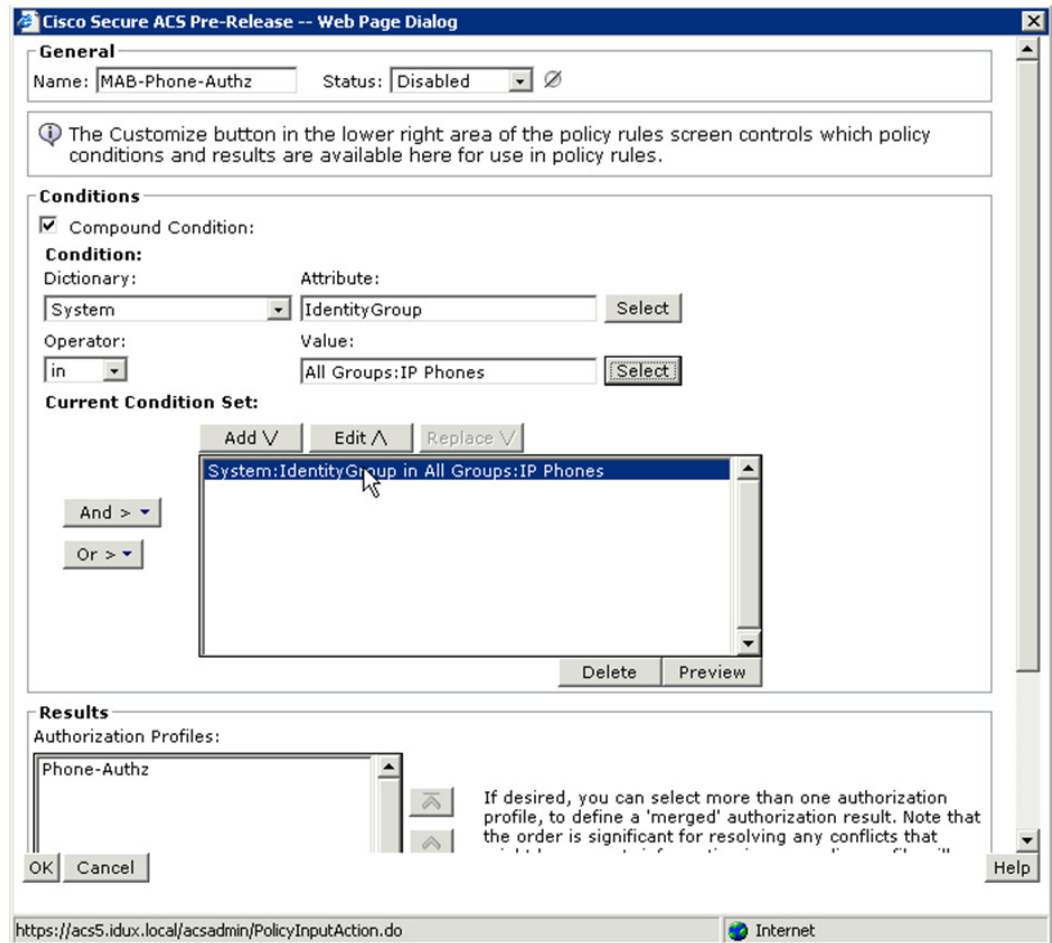 Cisco Secure ACS Pre-Release -- Web Page Dialog
General
Name: MAB-Phone-Authz Status: Disabled
The Customize button in the lower right area of the policy rules screen controls which policy
conditions and results are available here for use in policy rules.
Conditions
Compound Condition:
Condition:
Dictionary: Attribute:
System IdentityGroup Select
Operator: Value:
in All Groups:IP Phones Select
Current Condition Set:
Add V Edit Λ Replace V
System:IdentityGroup in All Groups:IP Phones
And >
Or >
Delete Preview
Results
Authorization Profiles:
Phone-Authz
If desired, you can select more than one authorization
profile, to define a 'merged' authorization result. Note that
the order is significant for resolving any conflicts that
OK Cancel Help
https://acs5.idux.local/acsadmin/PolicyInputAction.do Internet